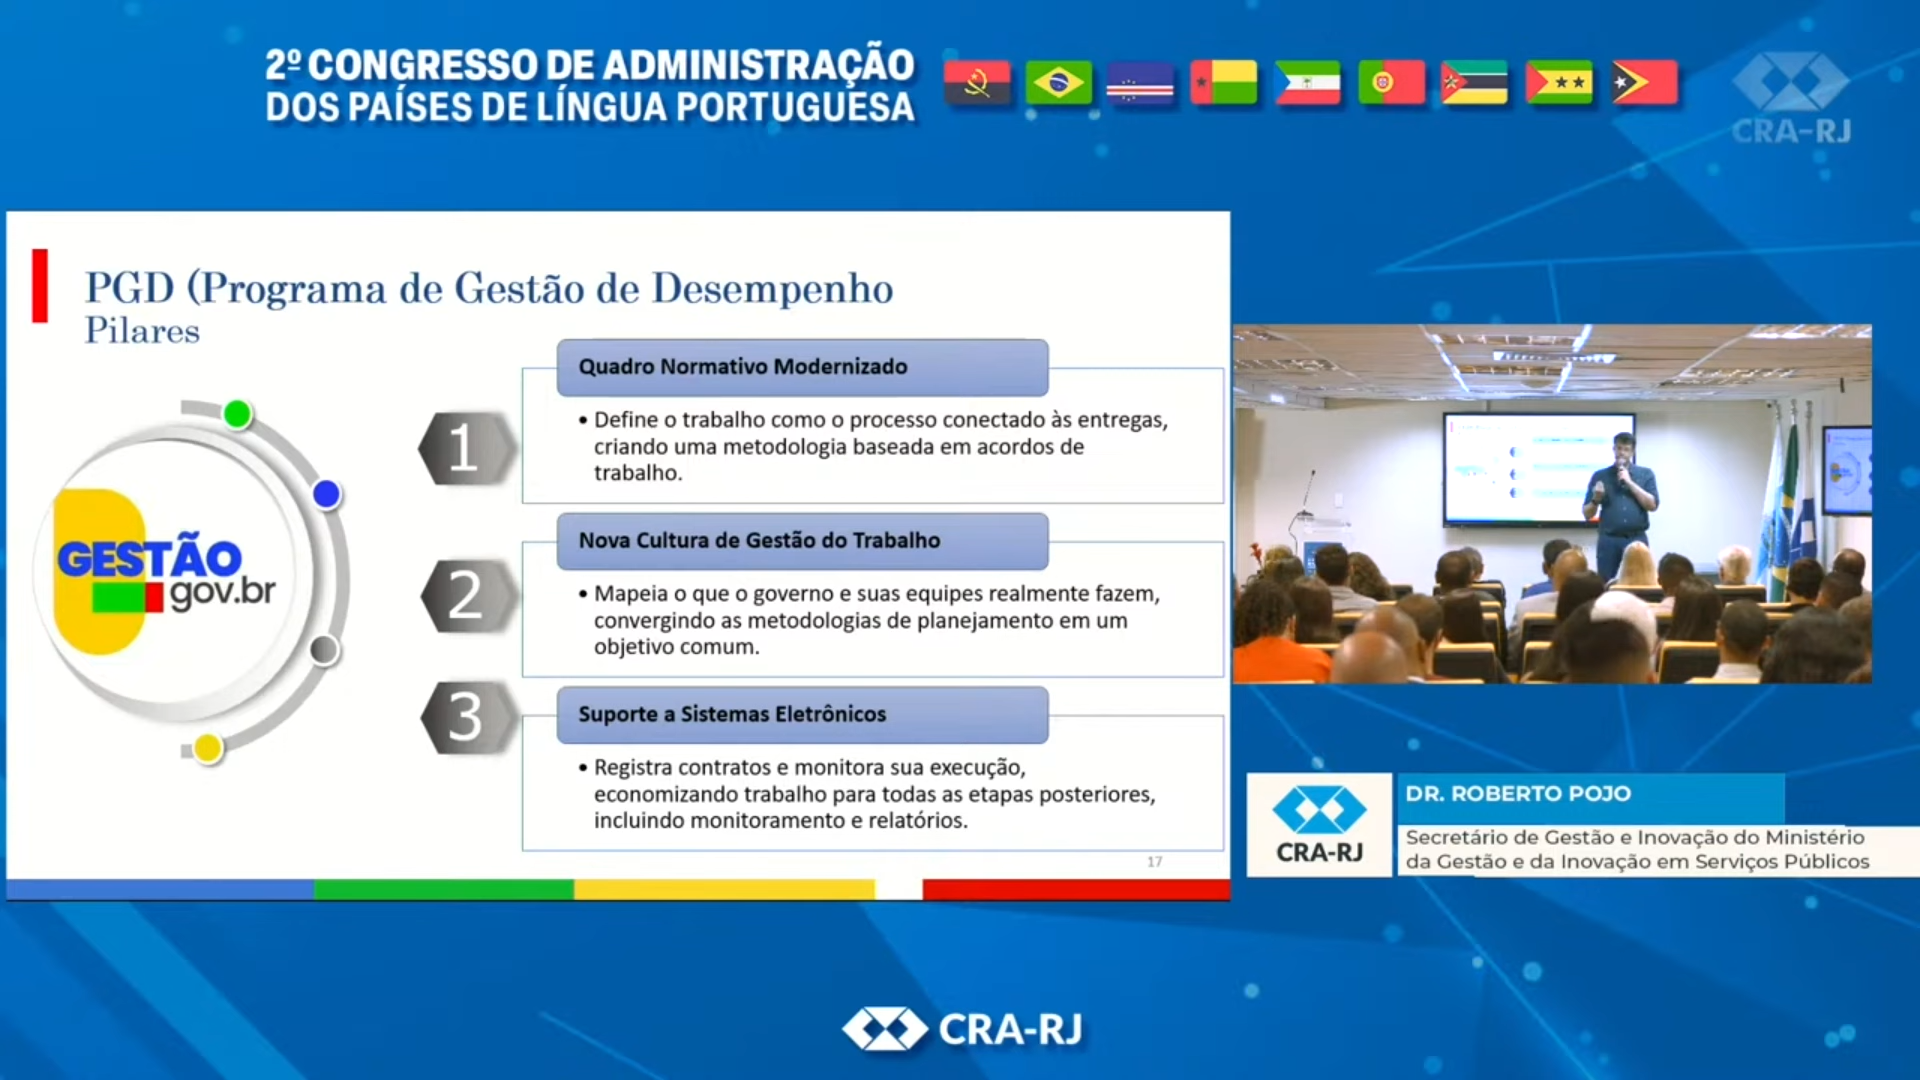 2º CONGRESSO DE ADMINISTRAÇÃO
DOS PAÍSES DE LÍNGUA PORTUGUESA
CRA-RJ
PGD (Programa de Gestão de Desempenho
Pilares
GESTÃO
gov.br
1
Quadro Normativo Modernizado
• Define o trabalho como o processo conectado às entregas,
criando uma metodologia baseada em acordos de
trabalho.
2
Nova Cultura de Gestão do Trabalho
• Mapeia o que o governo e suas equipes realmente fazem,
convergindo as metodologias de planejamento em um
objetivo comum.
3
Suporte a Sistemas Eletrônicos
• Registra contratos e monitora sua execução,
economizando trabalho para todas as etapas posteriores,
incluindo monitoramento e relatórios.
17
CRA-RJ
DR. ROBERTO POJO
Secretário de Gestão e Inovação do Ministério
da Gestão e da Inovação em Serviços Públicos
CRA-RJ